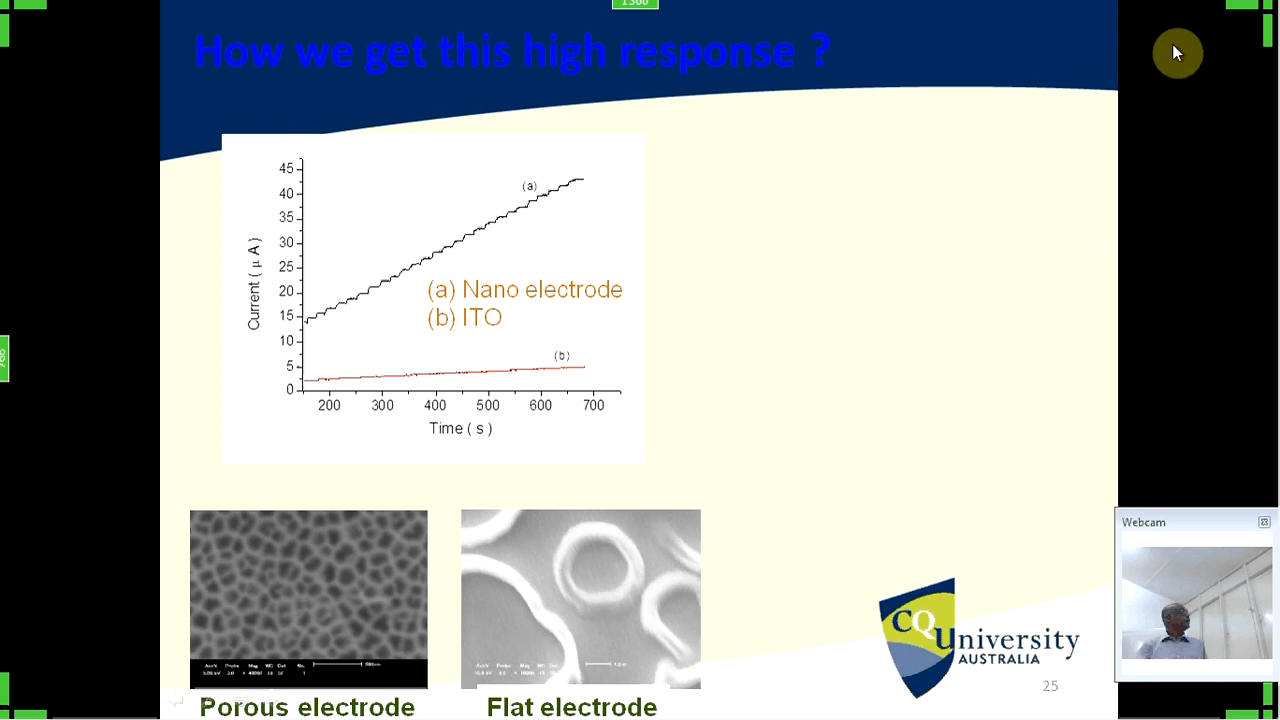 1366
How we get this high response ?
45
40
35
30
25
20
15
10
5
0
Current ( μ A )
(a)
(a) Nano electrode
(b) ITO
(b)
200 300 400 500 600 700
Time ( s )
Webcam
CQUniversity
AUSTRALIA
25
Porous electrode
Flat electrode